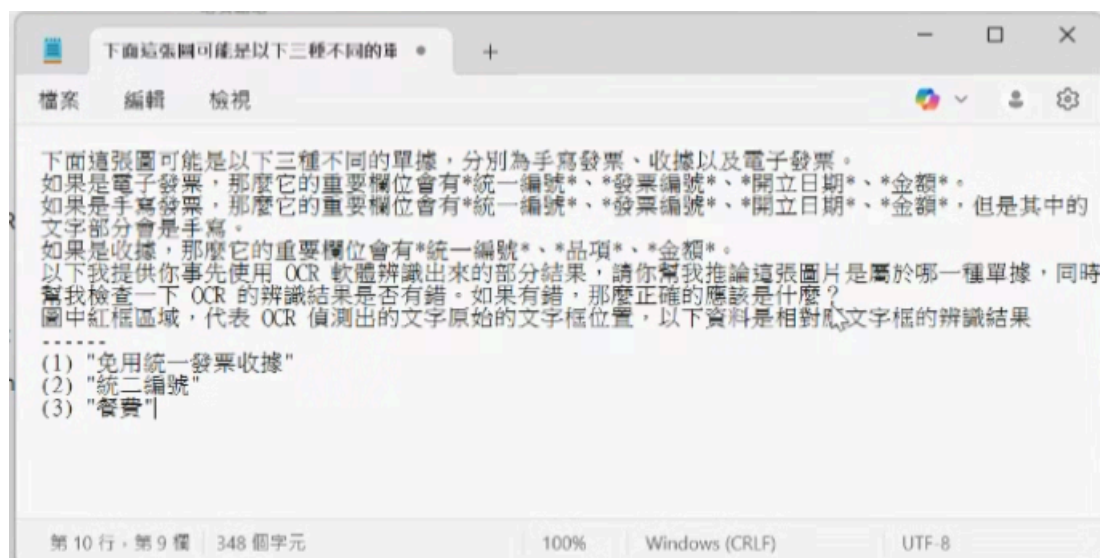 下面這張圖可能是以下三種不同的單
檔案 編輯 檢視
下面這張圖可能是以下三種不同的單據，分別為手寫發票、收據以及電子發票。
如果是電子發票，那麼它的重要欄位會有*統一編號*、*發票編號*、*開立日期*、*金額*。
如果是手寫發票，那麼它的重要欄位會有*統一編號*、*發票編號*、*開立日期*、*金額*，但是其中的
文字部分會是手寫。
如果是收據，那麼它的重要欄位會有*統一編號*、*品項*、*金額*。
以下我提供你事先使用 OCR 軟體辨識出來的部分結果，請你幫我推論這張圖片是屬於哪一種單據，同時
幫我檢查一下 OCR 的辨識結果是否有錯。如果有錯，那麼正確的應該是什麼？
圖中紅框區域，代表 OCR 偵測出的文字原始的文字框位置，以下資料是相對應文字框的辨識結果
------
(1) "免用統一發票收據"
(2) "統二編號"
(3) "餐費"
第 10 行，第 9 欄 348 個字元 100% Windows (CRLF) UTF-8